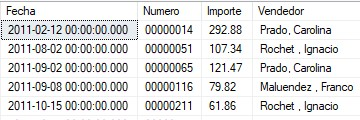 Fecha Numero Importe Vendedor
2011-02-12 00:00:00.000 00000014 292.88 Prado, Carolina
2011-08-02 00:00:00.000 00000051 107.34 Rochet , Ignacio
2011-09-02 00:00:00.000 00000065 121.47 Prado, Carolina
2011-09-08 00:00:00.000 00000116 79.82 Maluendez , Franco
2011-10-15 00:00:00.000 00000211 61.86 Rochet , Ignacio